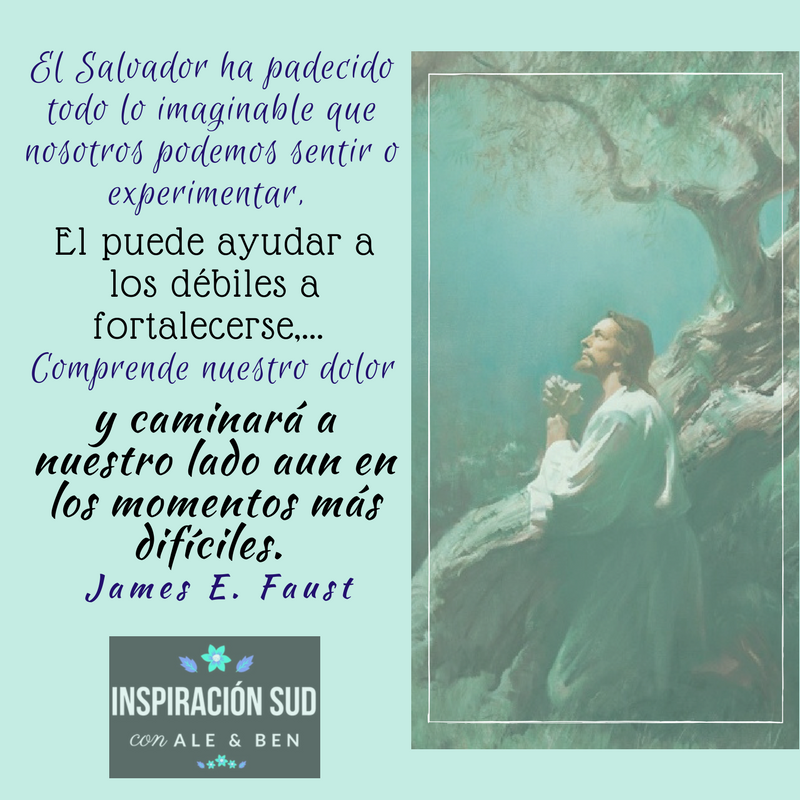 El Salvador ha padecido
todo lo imaginable que
nosotros podemos sentir o
experimentar,
El puede ayudar a
los débiles a
fortalecerse,...
Comprende nuestro dolor
y caminará a
nuestro lado aun en
los momentos más
difíciles.
James E. Faust
INSPIRACIÓN SUD
con ALE & BEN